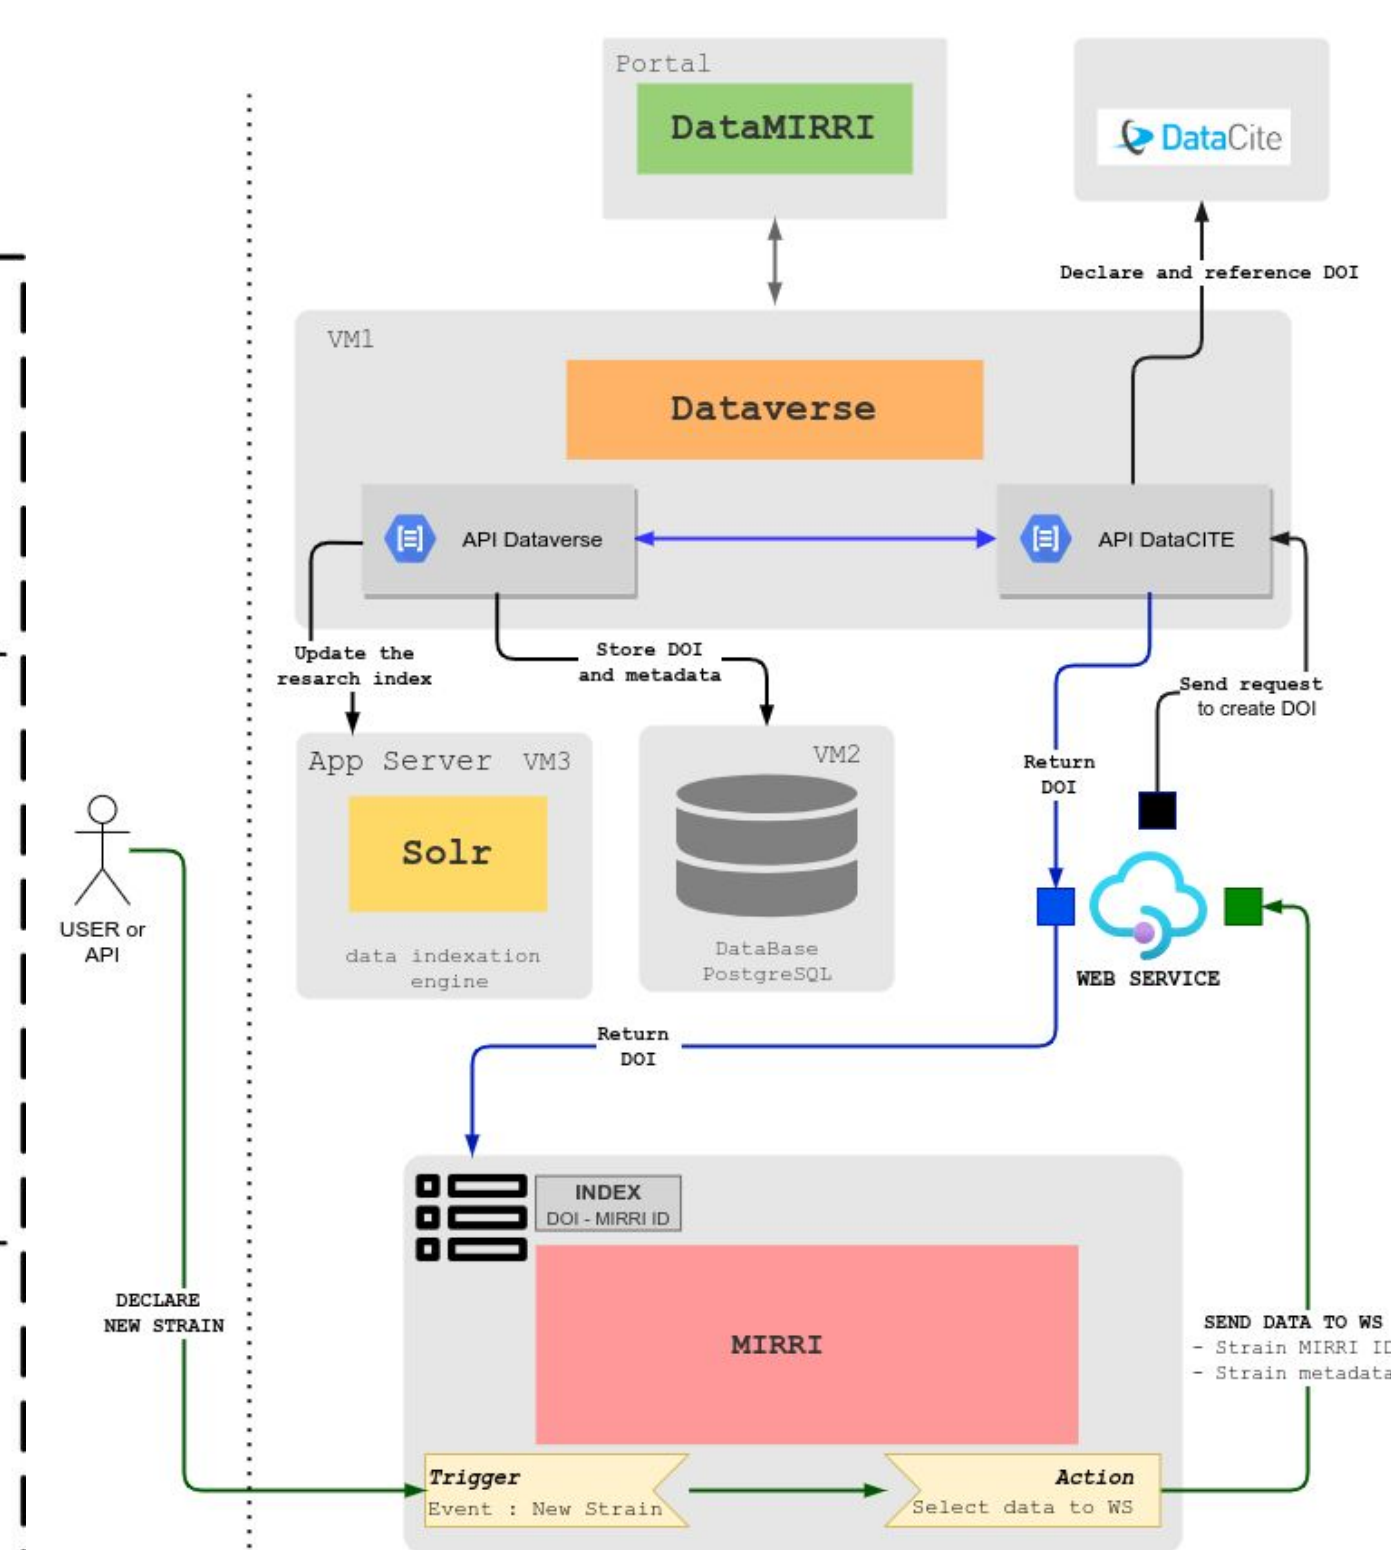 Portal
DataMIRRI
DataCite
Declare and reference DOI
VM1
Dataverse
API Dataverse
API DataCITE
Update the
resarch index
Store DOI
and metadata
Send request
to create DOI
Return
DOI
App Server VM3
Solr
data indexation
engine
VM2
DataBase
PostgreSQL
USER or
API
WEB SERVICE
Return
DOI
INDEX
DOI - MIRRI ID
MIRRI
DECLARE
NEW STRAIN
SEND DATA TO WS
- Strain MIRRI ID
- Strain metadata
Trigger
Event : New Strain
Action
Select data to WS